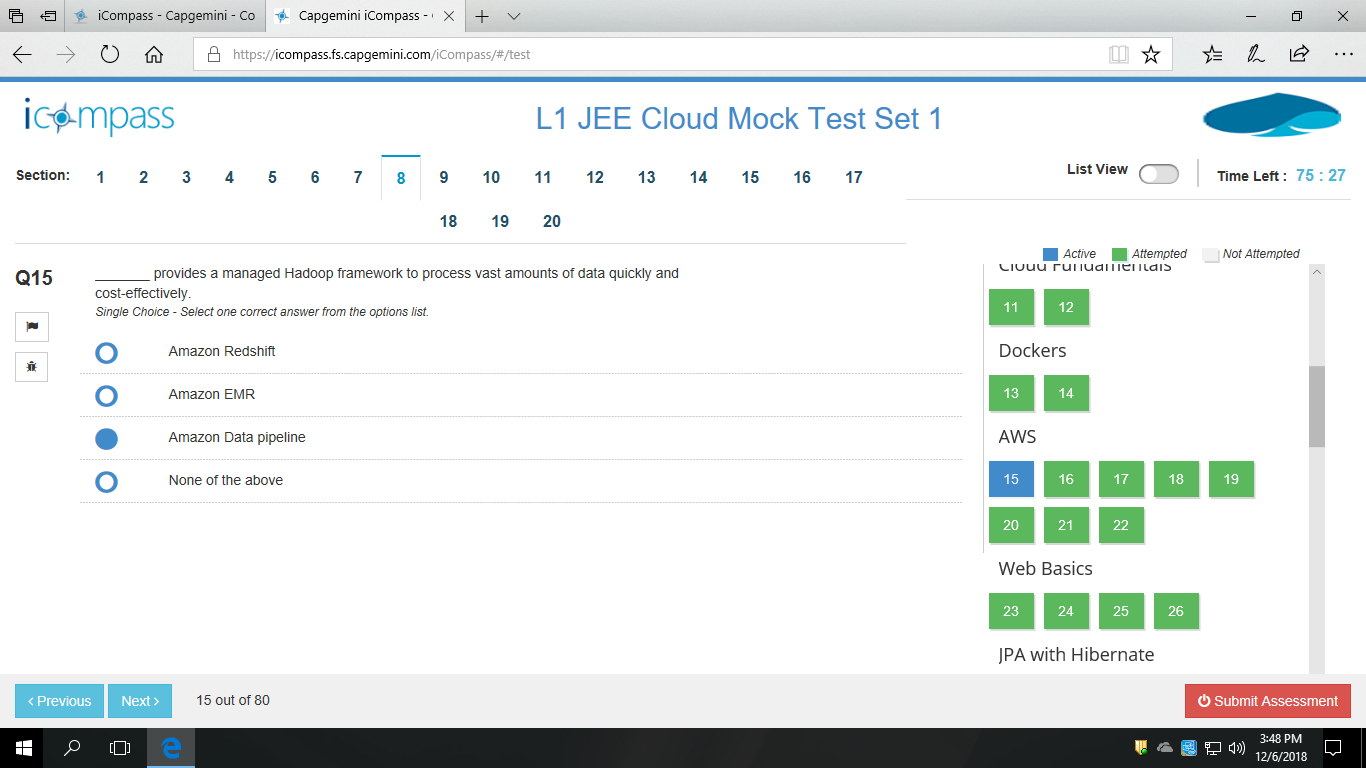 iCompass - Capgemini - Co
Capgemini iCompass - 
https://icompass.fs.capgemini.com/iCompass/#/test
icompass
L1 JEE Cloud Mock Test Set 1
Section: 1 2 3 4 5 6 7 8 9 10 11 12 13 14 15 16 17
18 19 20
List View
Time Left : 75 : 27
Active Attempted Not Attempted
Q15
_______ provides a managed Hadoop framework to process vast amounts of data quickly and
cost-effectively.
Single Choice - Select one correct answer from the options list.
Amazon Redshift
Amazon EMR
Amazon Data pipeline
None of the above
Cloud Fundamentals
11 12
Dockers
13 14
AWS
15 16 17 18 19
20 21 22
Web Basics
23 24 25 26
JPA with Hibernate
‹ Previous
Next ›
15 out of 80
Submit Assessment
3:48 PM
12/6/2018